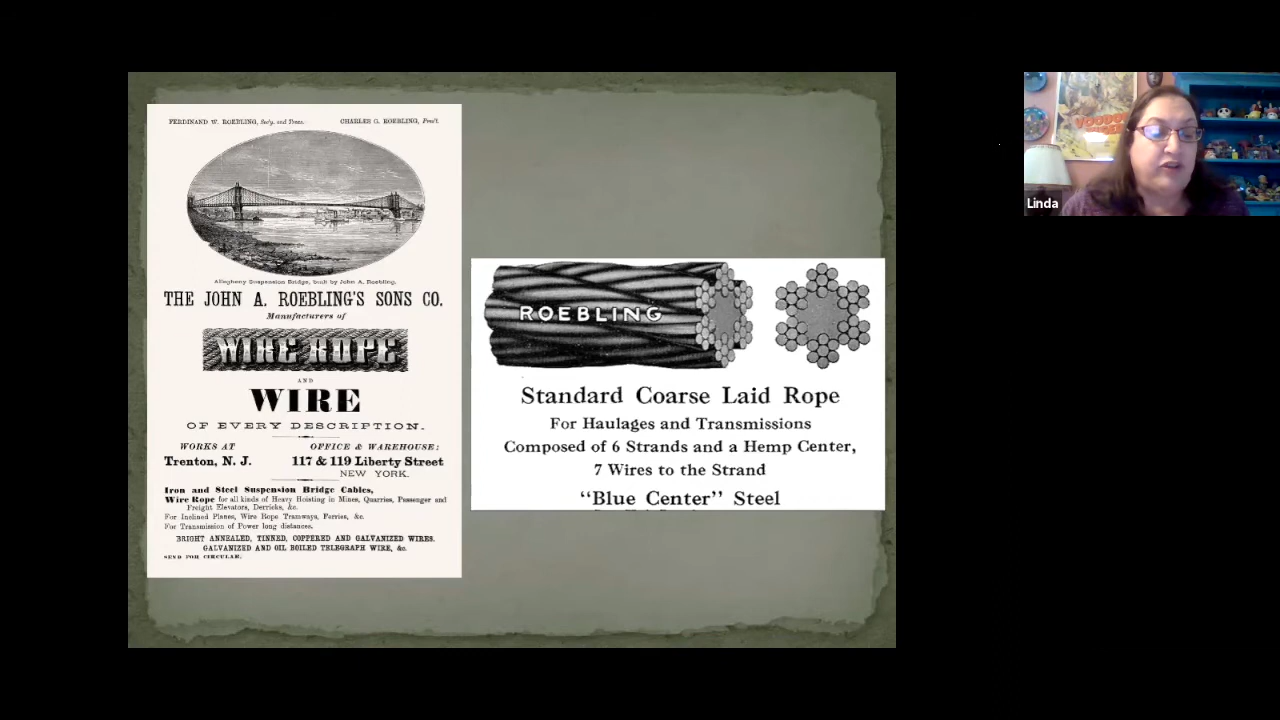 FERDINAND W. ROEBLING, Secy. and Treas. CHARLES G. ROEBLING, Pres't.
Allegheny Suspension Bridge, built by John A. Roebling.
THE JOHN A. ROEBLING'S SONS CO.
Manufacturers of
WIRE ROPE
AND
WIRE
OF EVERY DESCRIPTION.
WORKS AT OFFICE & WAREHOUSE:
Trenton, N. J. 117 & 119 Liberty Street
NEW YORK.
Iron and Steel Suspension Bridge Cables,
Wire Rope for all kinds of Heavy Hoisting in Mines, Quarries, Passenger and
Freight Elevators, Derricks, &c.
For Inclined Planes, Wire Rope Tramways, Ferries, &c.
For Transmission of Power long distances.
BRIGHT ANNEALED, TINNED, COPPERED AND GALVANIZED WIRES.
GALVANIZED AND OIL BOILED TELEGRAPH WIRE, &c.
SEND FOR CIRCULAR.
ROEBLING
Standard Coarse Laid Rope
For Haulages and Transmissions
Composed of 6 Strands and a Hemp Center,
7 Wires to the Strand
"Blue Center" Steel
VOODOO
Linda